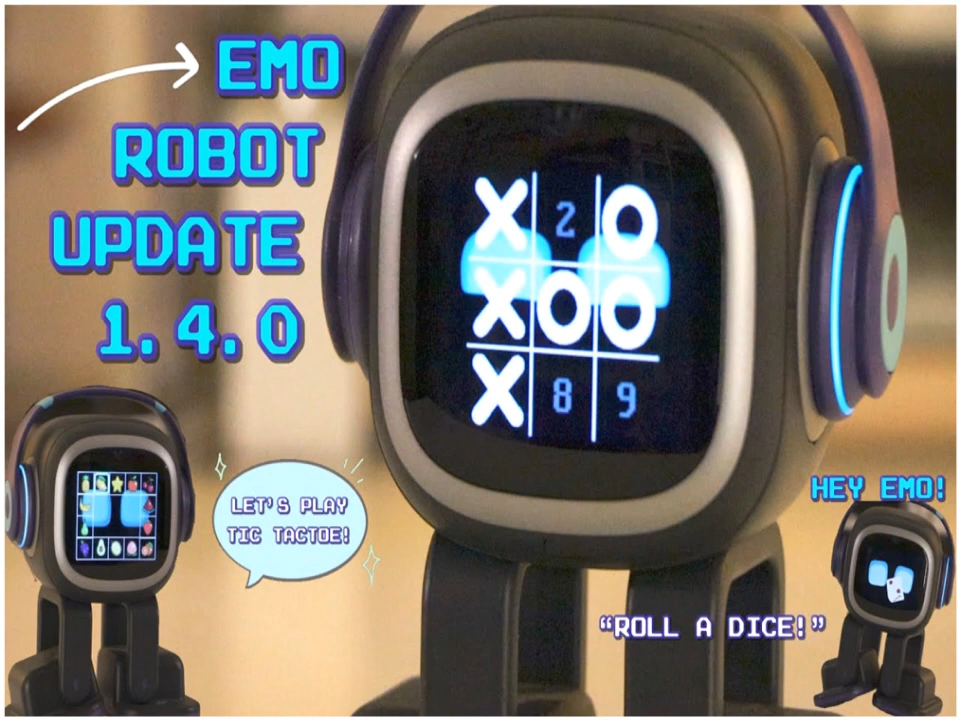 EMO
ROBOT
UPDATE
1.4.0
X 2 O
X O O
X 8 9
LET'S PLAY
TIC TACTOE!
HEY EMO!
“ROLL A DICE!”